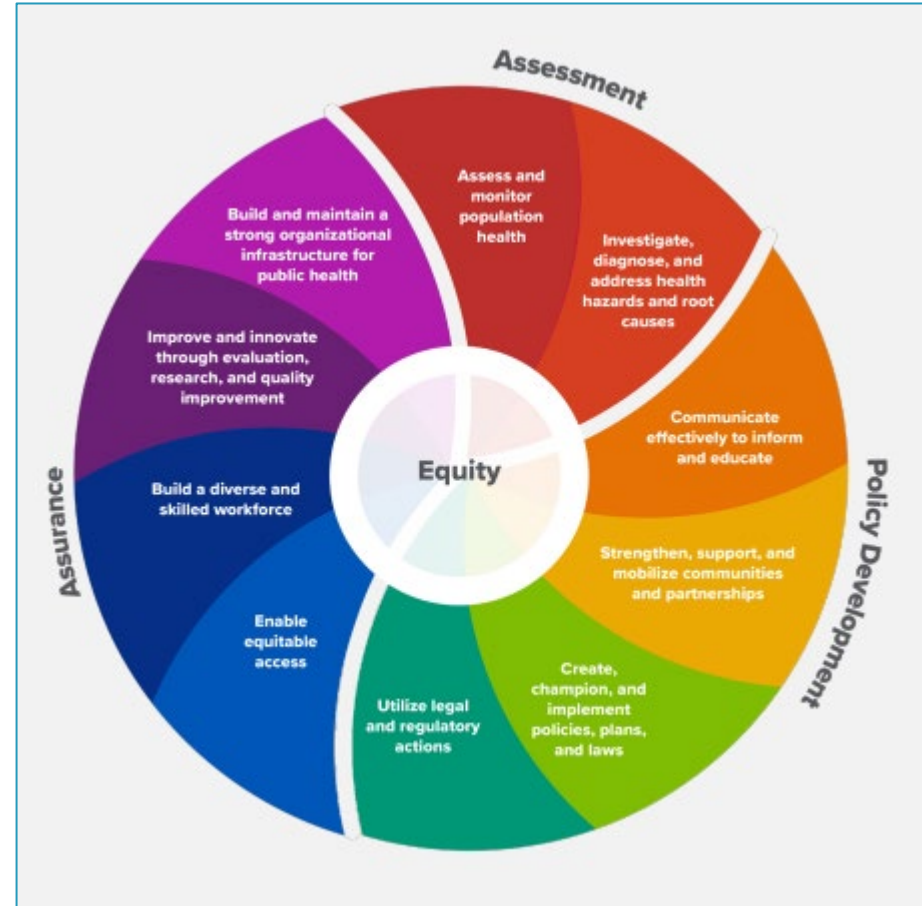 Assessment
Assess and
monitor
population
health
Investigate,
diagnose, and
address health
hazards and root
causes
Policy Development
Communicate
effectively to inform
and educate
Strengthen, support, and
mobilize communities
and partnerships
Create,
champion, and
implement
policies, plans,
and laws
Utilize legal
and regulatory
actions
Assurance
Enable
equitable
access
Build a diverse and
skilled workforce
Improve and innovate
through evaluation,
research, and quality
improvement
Build and maintain a
strong organizational
infrastructure for
public health
Equity